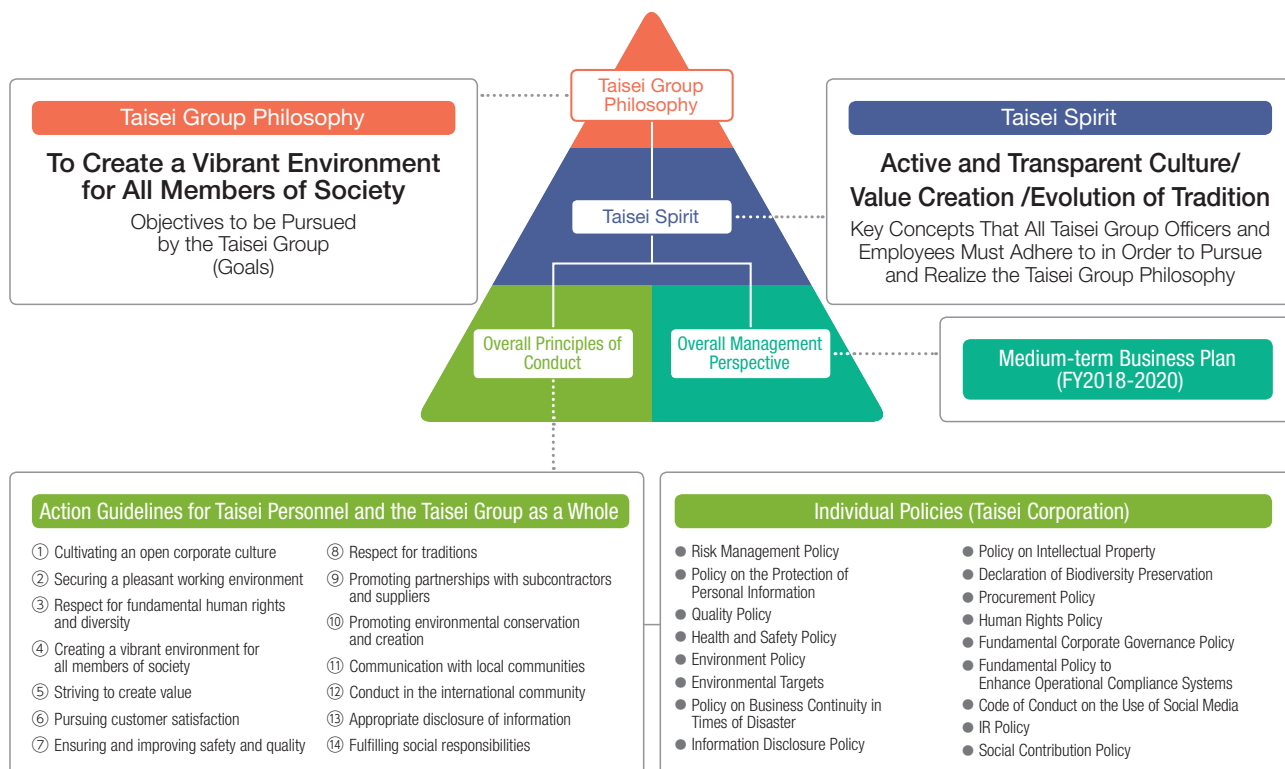 Taisei Group
Philosophy
Taisei Group Philosophy
To Create a Vibrant Environment
for All Members of Society
Objectives to be Pursued
by the Taisei Group
(Goals)
Taisei Spirit
Taisei Spirit
Active and Transparent Culture/
Value Creation /Evolution of Tradition
Key Concepts That All Taisei Group Officers and
Employees Must Adhere to in Order to Pursue
and Realize the Taisei Group Philosophy
Overall Principles of
Conduct
Overall Management
Perspective
Medium-term Business Plan
(FY2018-2020)
Action Guidelines for Taisei Personnel and the Taisei Group as a Whole
① Cultivating an open corporate culture
② Securing a pleasant working environment
③ Respect for fundamental human rights
and diversity
④ Creating a vibrant environment for
all members of society
⑤ Striving to create value
⑥ Pursuing customer satisfaction
⑦ Ensuring and improving safety and quality
⑧ Respect for traditions
⑨ Promoting partnerships with subcontractors
and suppliers
⑩ Promoting environmental conservation
and creation
⑪ Communication with local communities
⑫ Conduct in the international community
⑬ Appropriate disclosure of information
⑭ Fulfilling social responsibilities
Individual Policies (Taisei Corporation)
● Risk Management Policy
● Policy on the Protection of
Personal Information
● Quality Policy
● Health and Safety Policy
● Environment Policy
● Environmental Targets
● Policy on Business Continuity in
Times of Disaster
● Information Disclosure Policy
● Policy on Intellectual Property
● Declaration of Biodiversity Preservation
● Procurement Policy
● Human Rights Policy
● Fundamental Corporate Governance Policy
● Fundamental Policy to
Enhance Operational Compliance Systems
● Code of Conduct on the Use of Social Media
● IR Policy
● Social Contribution Policy